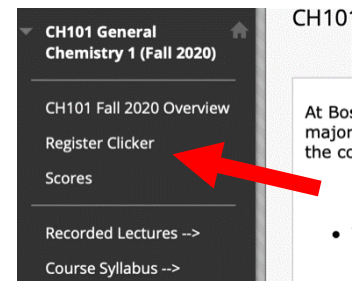 CH101 General
Chemistry 1 (Fall 2020)
CH101 Fall 2020 Overview
Register Clicker
Scores
Recorded Lectures -->
Course Syllabus -->
CH101
At Bos
major
the co